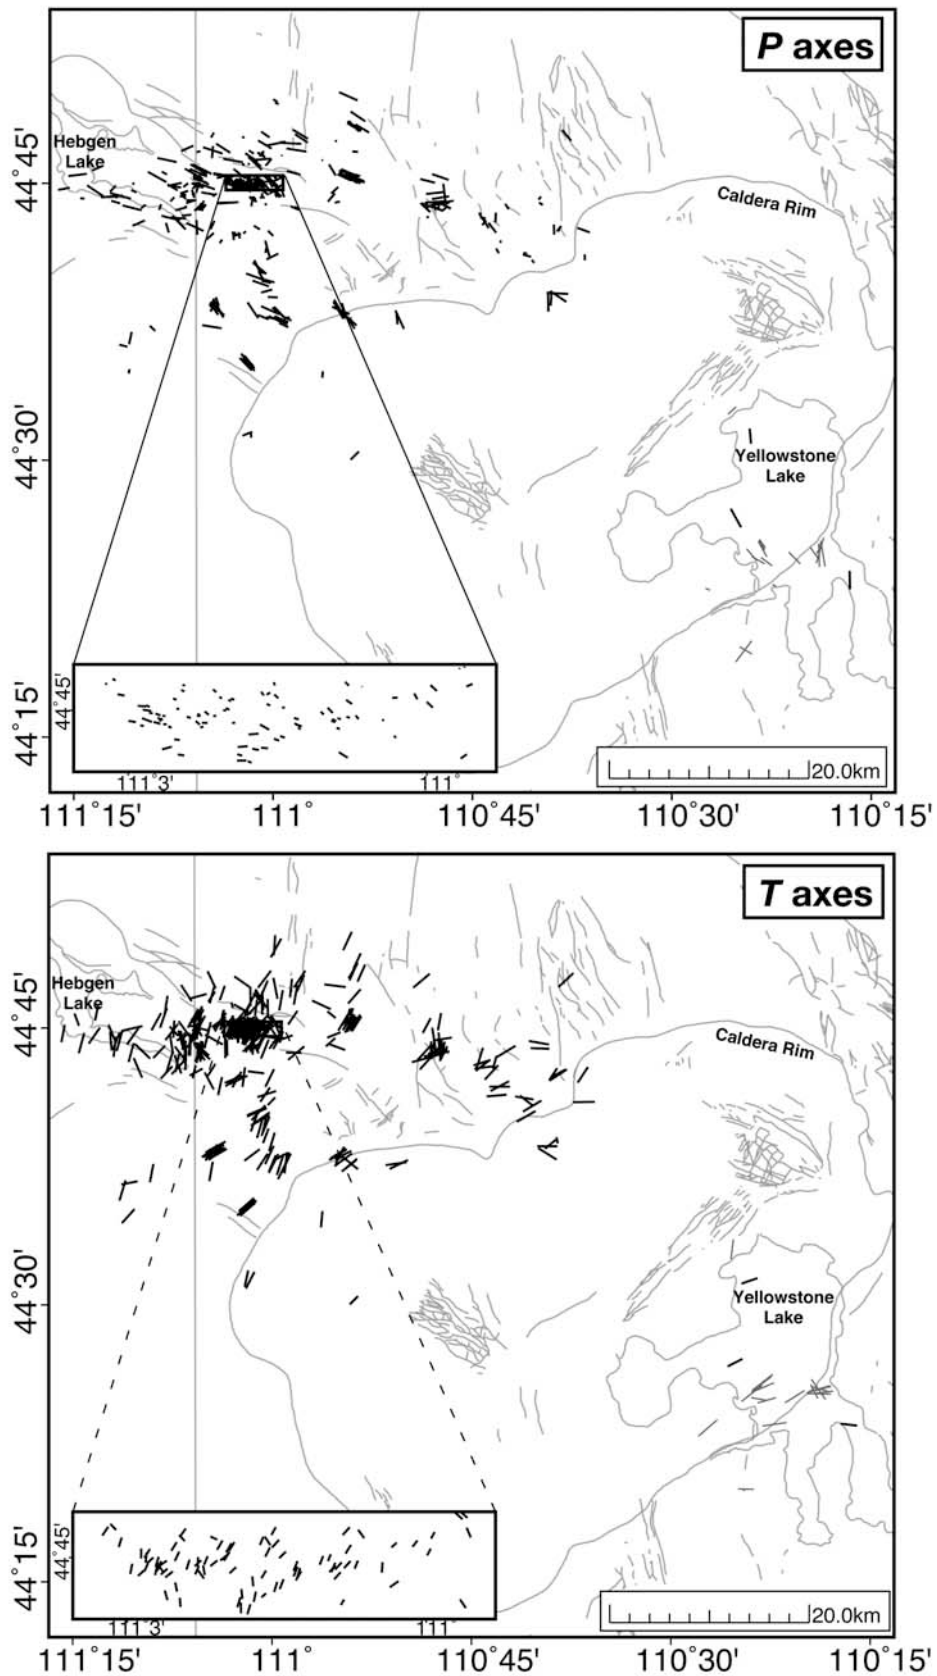 P axes
Hebgen
Lake
Caldera Rim
44°45'
44°30'
Yellowstone
Lake
44°15'
44°45'
111°3'
111°
20.0km
111°15'
111°
110°45'
110°30'
110°15'
T axes
Hebgen
Lake
Caldera Rim
44°45'
44°30'
Yellowstone
Lake
44°15'
44°45'
111°3'
111°
20.0km
111°15'
111°
110°45'
110°30'
110°15'